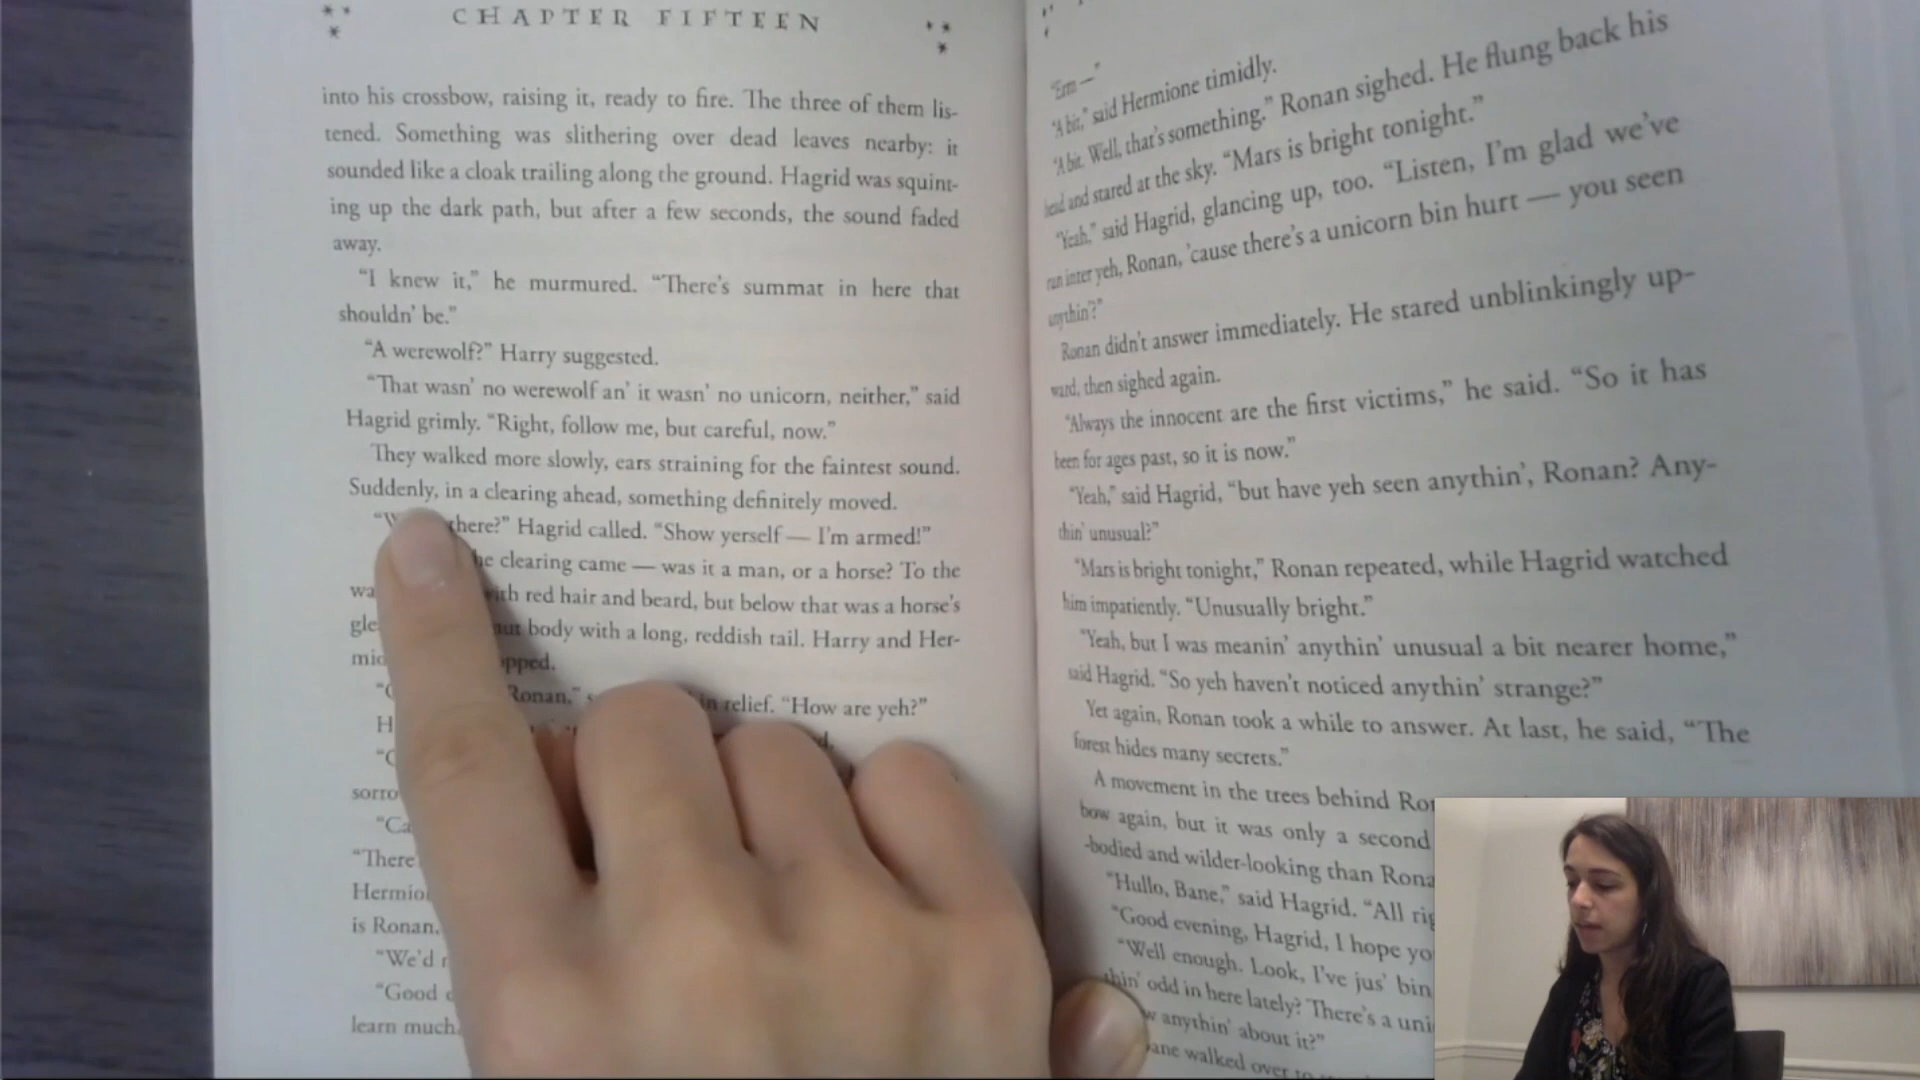 CHAPTER FIFTEEN
into his crossbow, raising it, ready to fire. The three of them lis-
tened. Something was slithering over dead leaves nearby: it
sounded like a cloak trailing along the ground. Hagrid was squint-
ing up the dark path, but after a few seconds, the sound faded
away.
“I knew it,” he murmured. “There’s summat in here that
shouldn’ be.”
“A werewolf?” Harry suggested.
“That wasn’ no werewolf an’ it wasn’ no unicorn, neither,” said
Hagrid grimly. “Right, follow me, but careful, now.”
They walked more slowly, ears straining for the faintest sound.
Suddenly, in a clearing ahead, something definitely moved.
there?” Hagrid called. “Show yerself — I’m armed!”
clearing came — was it a man, or a horse? To the
with red hair and beard, but below that was a horse’s
body with a long, reddish tail. Harry and Her-
Ronan,” in relief. “How are yeh?”
“There
is Ronan.
“We’d
“Good
learn much
“Erm —”
“A bit,” said Hermione timidly.
“A bit. Well, that’s something.” Ronan sighed. He flung back his
head and stared at the sky. “Mars is bright tonight.”
“Yeah,” said Hagrid, glancing up, too. “Listen, I’m glad we’ve
run inter yeh, Ronan, ’cause there’s a unicorn bin hurt — you seen
anythin’?”
Ronan didn’t answer immediately. He stared unblinkingly up-
ward, then sighed again.
“Always the innocent are the first victims,” he said. “So it has
been for ages past, so it is now.”
“Yeah,” said Hagrid, “but have yeh seen anythin’, Ronan? Any-
thin’ unusual?”
“Mars is bright tonight,” Ronan repeated, while Hagrid watched
him impatiently. “Unusually bright.”
“Yeah, but I was meanin’ anythin’ unusual a bit nearer home,”
said Hagrid. “So yeh haven’t noticed anythin’ strange?”
Yet again, Ronan took a while to answer. At last, he said, “The
forest hides many secrets.”
A movement in the trees behind
bow again, but it was only a second
-bodied and wilder-looking than
“Hullo, Bane,” said Hagrid. “All
“Good evening, Hagrid, I hope
“Well enough. Look, I’ve jus’ bin
thin’ odd in here lately? There’s a
anythin’ about it?”
walked over to